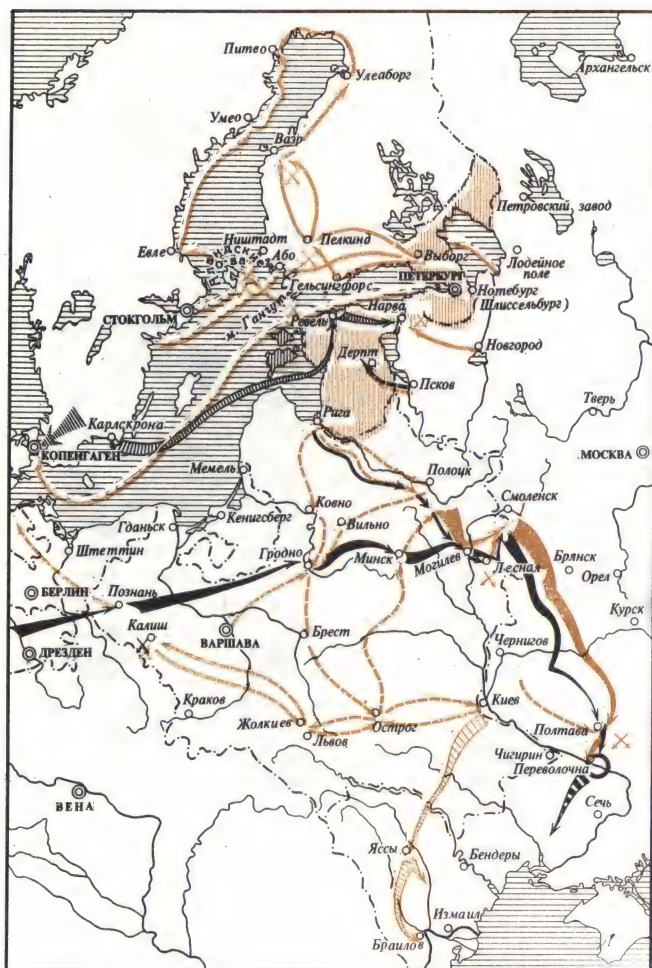 Питво
Улеаборг
Архангельск
Умео
Вазр
Петровский завод
Евле
Ништадт
Або
Пелкинд
Выборг
Лодейное
поле
Гельсингфорс
ПЕТЕРБУРГ
Нотебург
(Шлиссельбург)
СТОКГОЛЬМ
м. Гангут
Ревель
Нарва
Новгород
Дерпт
Псков
Тверь
Карлскрона
КОПЕНГАГЕН
Рига
МОСКВА
Мемель
Полоцк
Смоленск
Ковно
Гданьск
Кенигсберг
Вильно
Штеттин
Гродно
Минск
Могилев
Лесная
Брянск
Орел
БЕРЛИН
Познань
Курск
Калиш
ВАРШАВА
Брест
Чернигов
ДРЕЗДЕН
Краков
Жолкиев
Львов
Острог
Киев
Полтава
Чигирин
Переволочна
ВЕНА
Сечь
Яссы
Бендеры
Измаил
Браилов